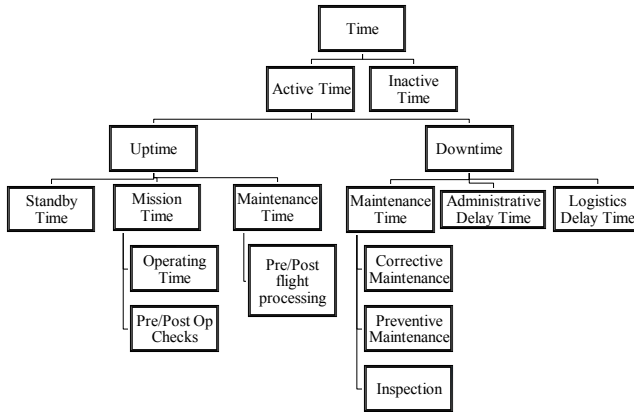 Time
Active Time
Inactive
Time
Uptime
Downtime
Standby
Time
Mission
Time
Maintenance
Time
Maintenance
Time
Administrative
Delay Time
Logistics
Delay Time
Operating
Time
Pre/Post Op
Checks
Pre/Post
flight
processing
Corrective
Maintenance
Preventive
Maintenance
Inspection